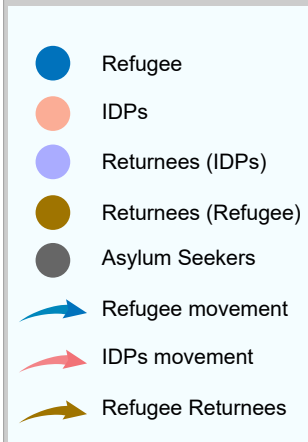 Refugee
IDPs
Returnees (IDPs)
Returnees (Refugee)
Asylum Seekers
Refugee movement
IDPs movement
Refugee Returnees